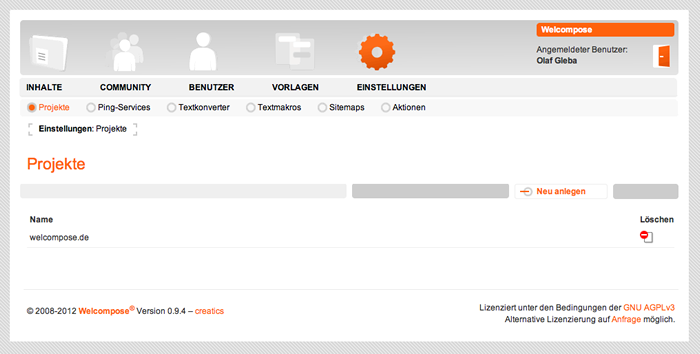 Welcompose
Angemeldeter Benutzer:
Olaf Gleba
INHALTE COMMUNITY BENUTZER VORLAGEN EINSTELLUNGEN
Projekte Ping-Services Textkonverter Textmakros Sitemaps Aktionen
Einstellungen: Projekte
Projekte
Neu anlegen
Name Löschen
welcompose.de
© 2008-2012 Welcompose® Version 0.9.4 – creatics
Lizenziert unter den Bedingungen der GNU AGPLv3
Alternative Lizenzierung auf Anfrage möglich.